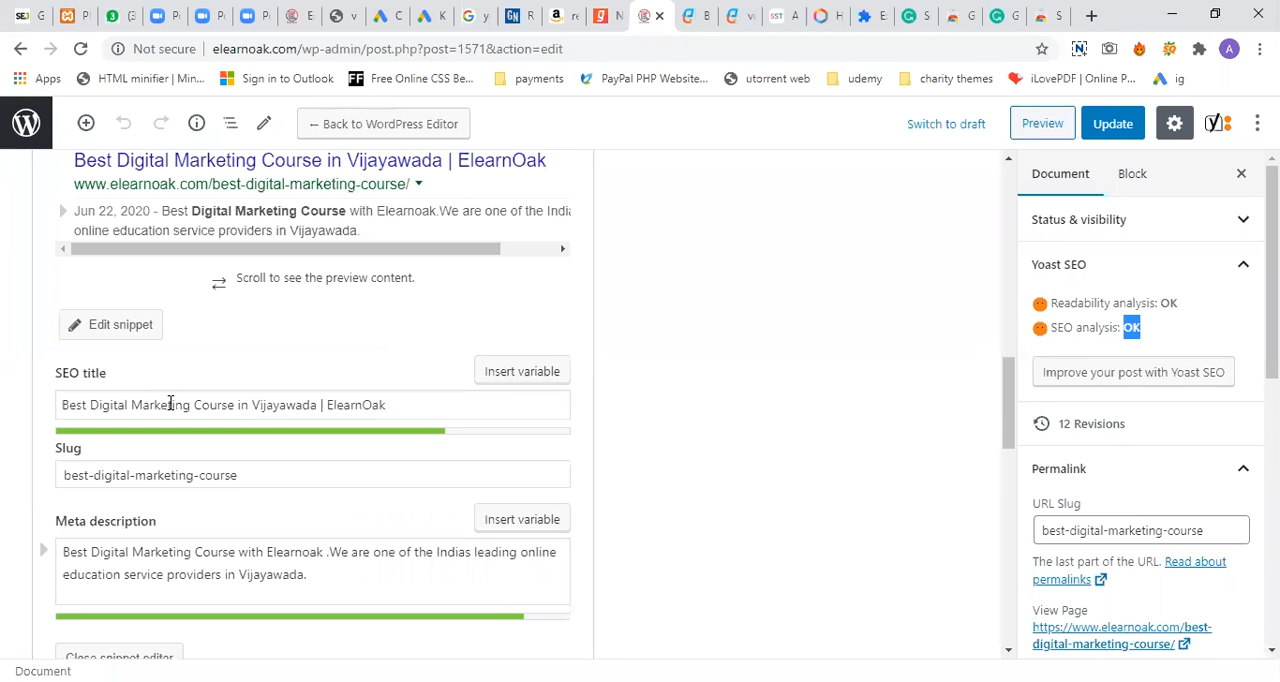 G
Pl
(3
P
P
P
E
v
C
K
y
R
re
N
B
v
SST
A
H
E
S
G
G
S
Not secure
elearnoak.com/wp-admin/post.php?post=1571&action=edit
A
Apps
HTML minifier | Min...
Sign in to Outlook
FF Free Online CSS Be...
payments
PayPal PHP Website...
utorrent web
udemy
charity themes
iLovePDF | Online P...
ig
← Back to WordPress Editor
Switch to draft
Preview
Update
Best Digital Marketing Course in Vijayawada | ElearnOak
www.elearnoak.com/best-digital-marketing-course/
Jun 22, 2020 - Best Digital Marketing Course with Elearnoak.We are one of the India
online education service providers in Vijayawada.
Scroll to see the preview content.
Edit snippet
SEO title
Insert variable
Best Digital Marketing Course in Vijayawada | ElearnOak
Slug
best-digital-marketing-course
Meta description
Insert variable
Best Digital Marketing Course with Elearnoak .We are one of the Indias leading online
education service providers in Vijayawada.
Close snippet editor
Document
Document
Block
Status & visibility
Yoast SEO
Readability analysis: OK
SEO analysis: OK
Improve your post with Yoast SEO
12 Revisions
Permalink
URL Slug
best-digital-marketing-course
The last part of the URL. Read about
permalinks
View Page
https://www.elearnoak.com/best-
digital-marketing-course/